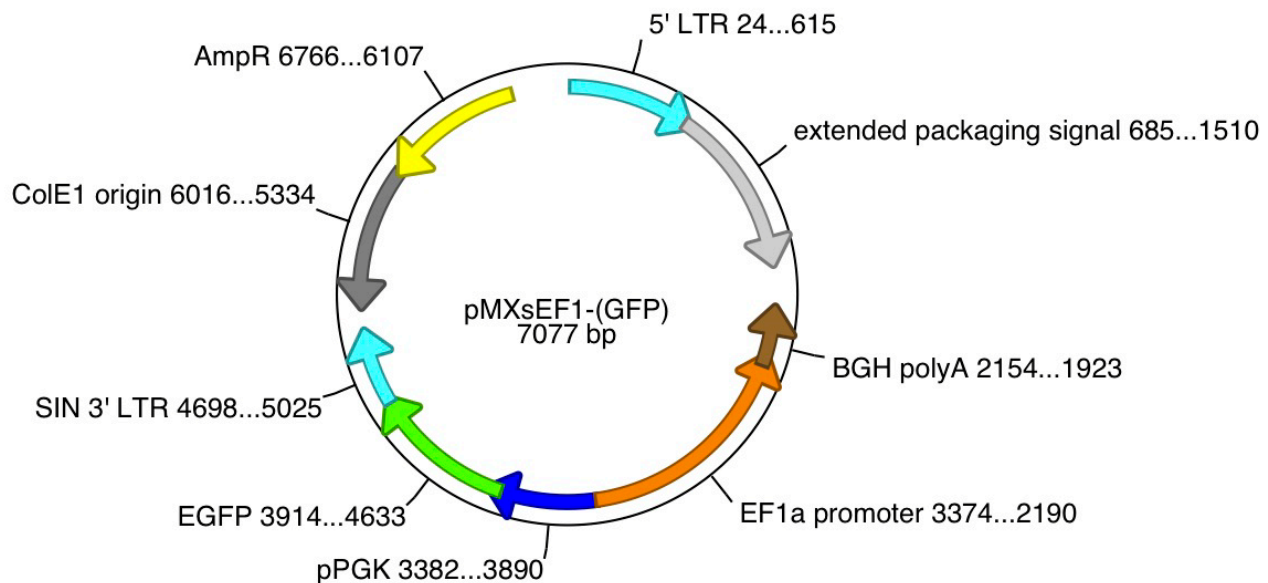 5' LTR 24...615
AmpR 6766...6107
extended packaging signal 685...1510
ColE1 origin 6016...5334
pMXsEF1-(GFP)
7077 bp
BGH polyA 2154...1923
SIN 3' LTR 4698...5025
EGFP 3914...4633
EF1a promoter 3374...2190
pPGK 3382...3890